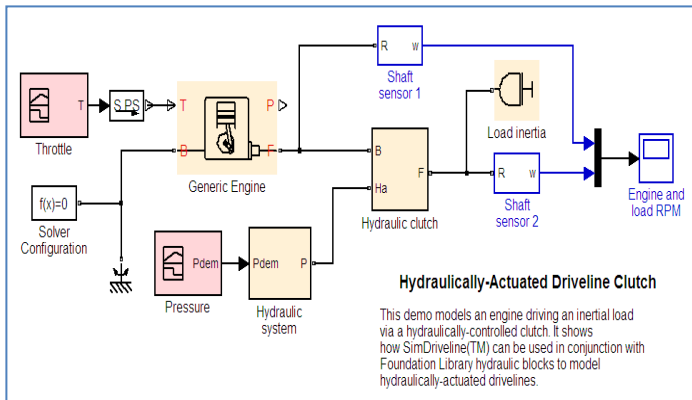 R w
Shaft
sensor 1
T
Throttle
S PS
T P
B F
Generic Engine
Load inertia
B
F
Ha
Hydraulic clutch
R w
Shaft
sensor 2
Engine and
load RPM
f(x)=0
Solver
Configuration
Pdem
Pressure
Pdem P
Hydraulic
system
Hydraulically-Actuated Driveline Clutch
This demo models an engine driving an inertial load
via a hydraulically-controlled clutch. It shows
how SimDriveline(TM) can be used in conjunction with
Foundation Library hydraulic blocks to model
hydraulically-actuated drivelines.